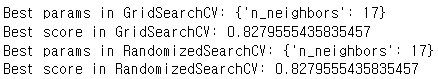 Best params in GridSearchCV: {'n_neighbors': 17}
Best score in GridSearchCV: 0.8279555435835457
Best params in RandomizedSearchCV: {'n_neighbors': 17}
Best score in RandomizedSearchCV: 0.8279555435835457